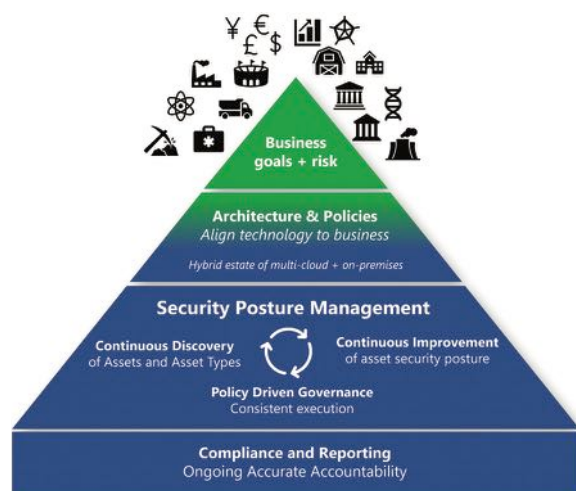 ¥ €
£ $
Business
goals + risk
Architecture & Policies
Align technology to business
Hybrid estate of multi-cloud + on-premises
Security Posture Management
Continuous Discovery
of Assets and Asset Types
Continuous Improvement
of asset security posture
Policy Driven Governance
Consistent execution
Compliance and Reporting
Ongoing Accurate Accountability